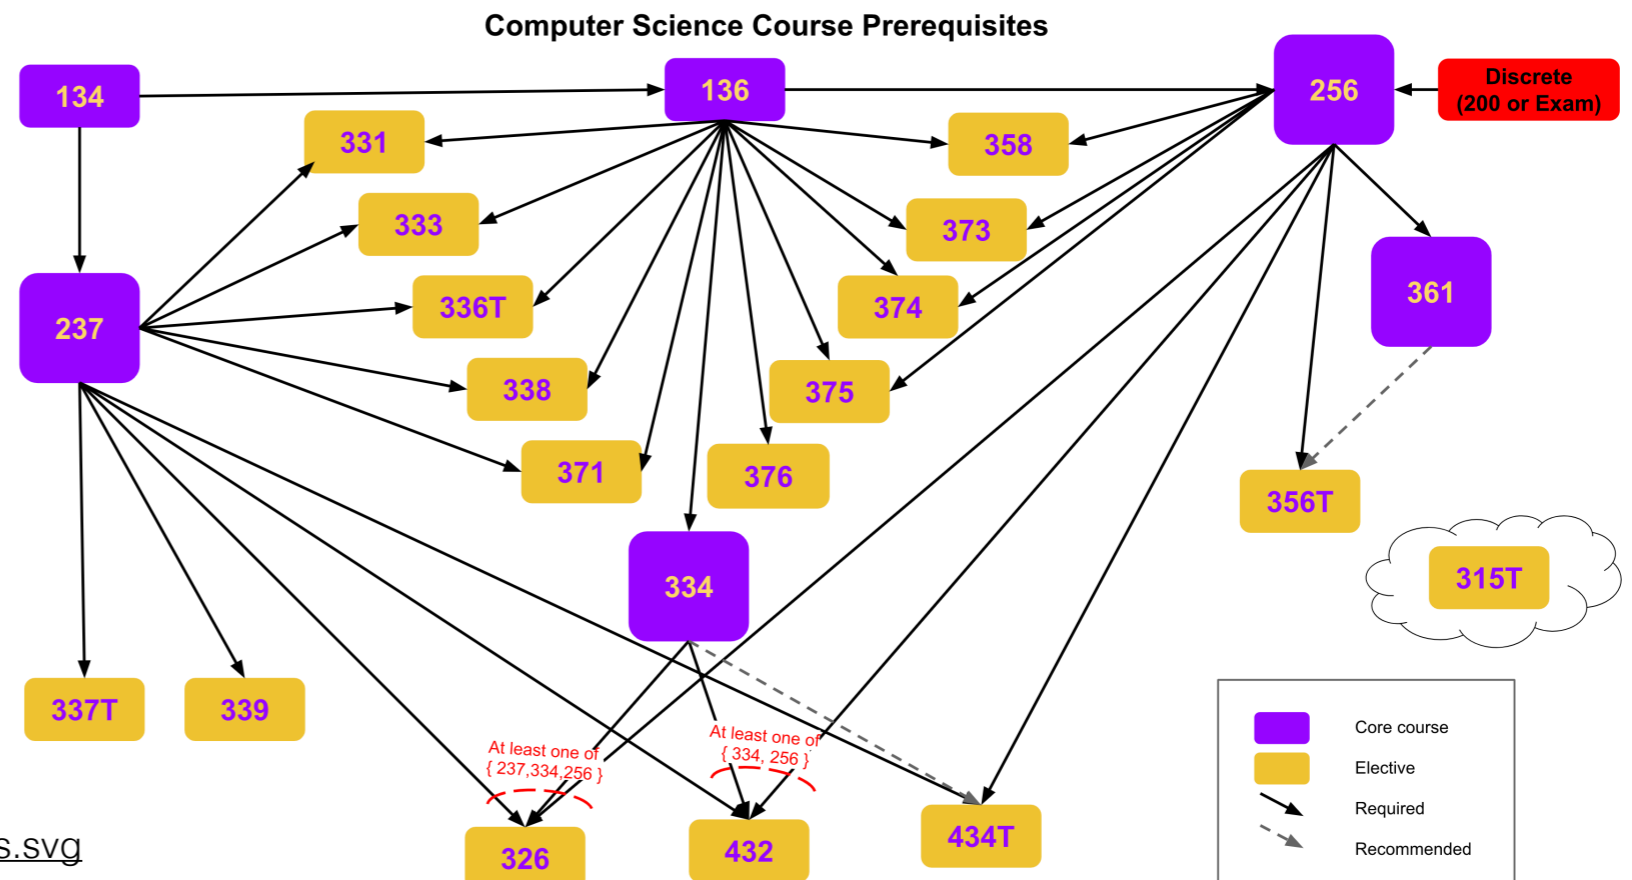 Computer Science Course Prerequisites
134
136
256
Discrete
(200 or Exam)
331
358
333
373
237
336T
374
361
338
375
371
376
356T
334
315T
337T
339
At least one of
{ 237,334,256 }
At least one of
{ 334, 256 }
326
432
434T
Core course
Elective
Required
Recommended
s.svg